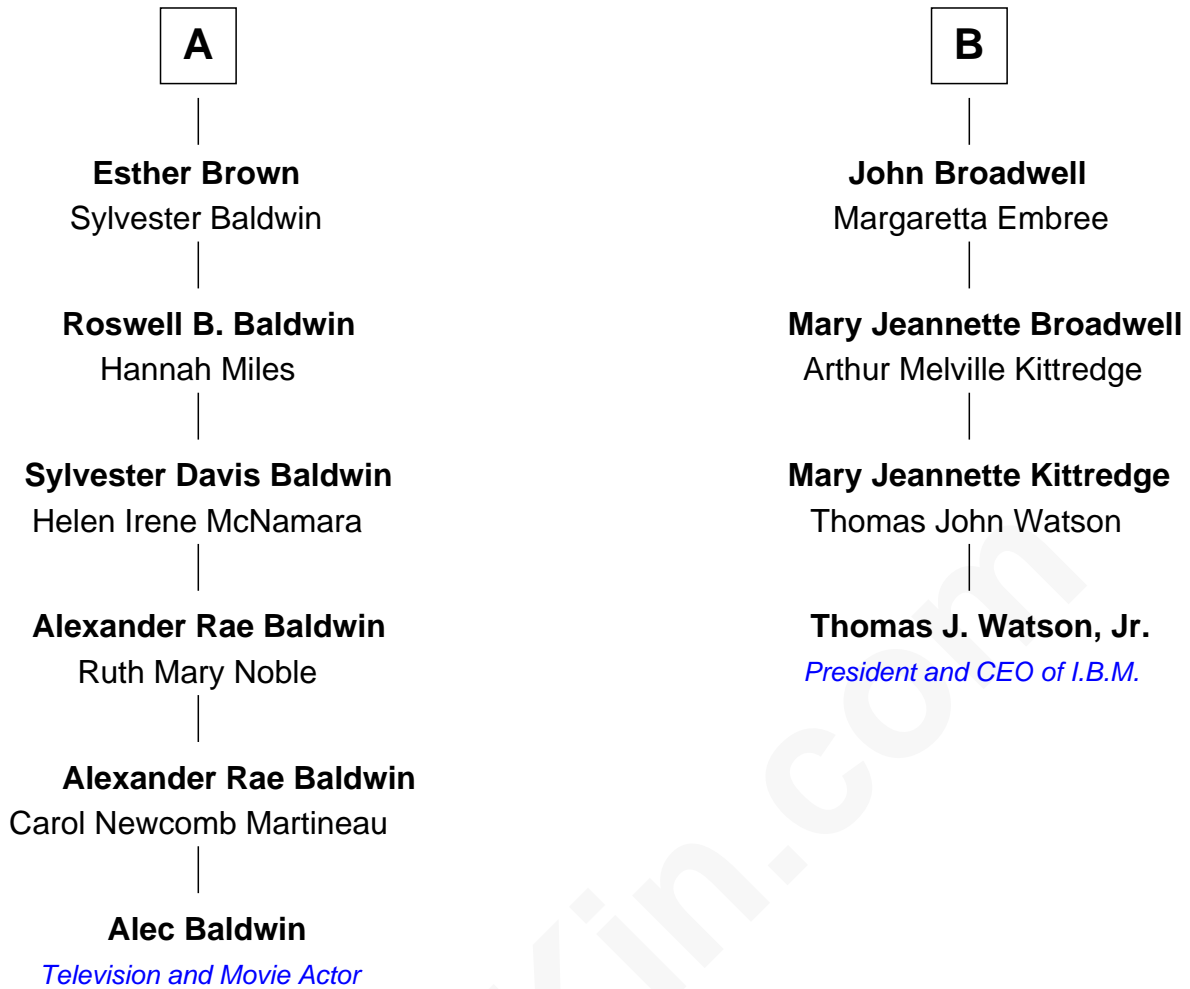 A
Esther Brown
Sylvester Baldwin
Roswell B. Baldwin
Hannah Miles
Sylvester Davis Baldwin
Helen Irene McNamara
Alexander Rae Baldwin
Ruth Mary Noble
Alexander Rae Baldwin
Carol Newcomb Martineau
Alec Baldwin
Television and Movie Actor
B
John Broadwell
Margaretta Embree
Mary Jeannette Broadwell
Arthur Melville Kittredge
Mary Jeannette Kittredge
Thomas John Watson
Thomas J. Watson, Jr.
President and CEO of I.B.M.
in.com